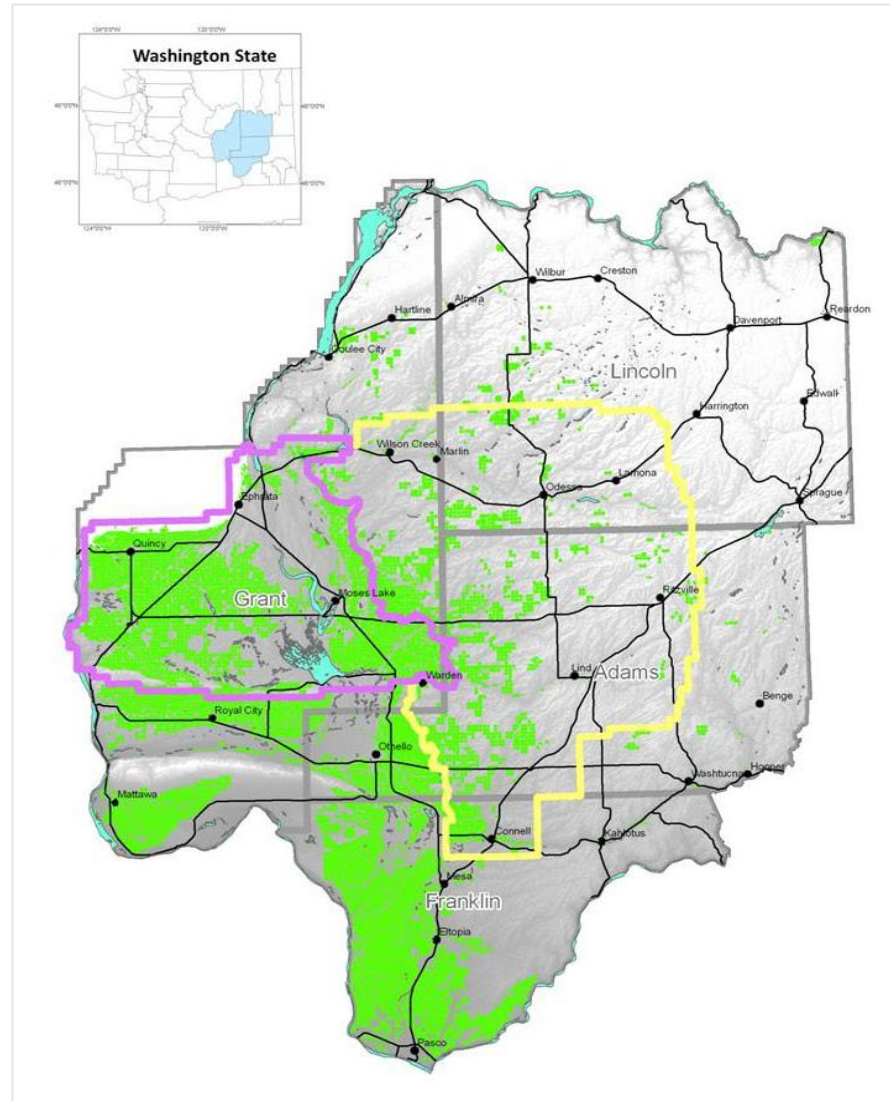 Washington State
Wilbur
Creston
Almira
Hartline
Davenport
Reardon
Coulee City
Lincoln
Edwall
Harrington
Wilson Creek
Marlin
Lamona
Odessa
Ephrata
Sprague
Quincy
Moses Lake
Grant
Ritzville
Warden
Lind
Adams
Benge
Royal City
Othello
Washtucna
Hooper
Mattawa
Connell
Kahlotus
Mesa
Franklin
Eltopia
Pasco